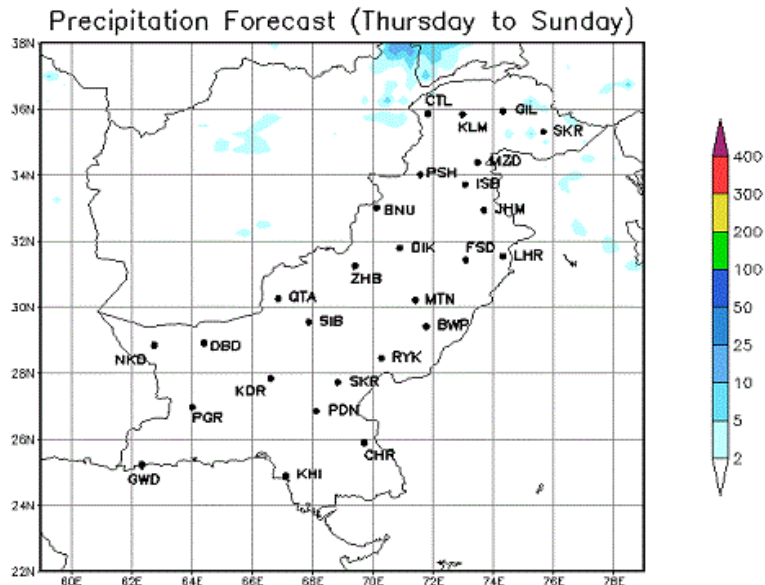 Precipitation Forecast (Thursday to Sunday)
38N
36N
CTL
KLM
GIL
SKR
MZD
34N
PSH
ISB
BNU
JHM
32N
DIK
FSD
LHR
ZHB
QTA
MTN
30N
SIB
BWP
NKD
DBD
RYK
28N
KDR
SKR
PGR
PDN
26N
CHR
GWD
KHI
24N
22N
60E
62E
64E
66E
68E
70E
72E
74E
76E
78E
400
300
200
100
50
25
10
5
2